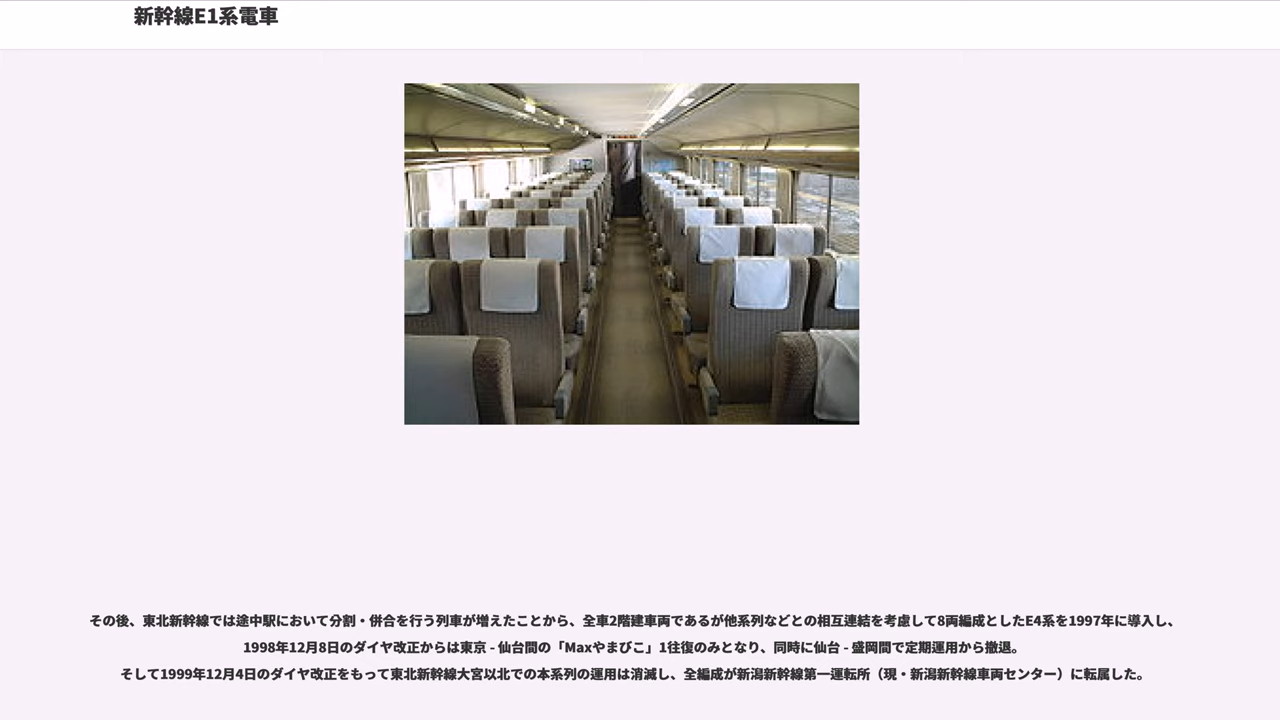 新幹線E1系電車
その後、東北新幹線では途中駅において分割・併合を行う列車が増えたことから、全車2階建車両であるが他系列などとの相互連結を考慮して8両編成としたE4系を1997年に導入し、
1998年12月8日のダイヤ改正からは東京 - 仙台間の「Maxやまびこ」1往復のみとなり、同時に仙台 - 盛岡間で定期運用から撤退。
そして1999年12月4日のダイヤ改正をもって東北新幹線大宮以北での本系列の運用は消滅し、全編成が新潟新幹線第一運転所（現・新潟新幹線車両センター）に転属した。